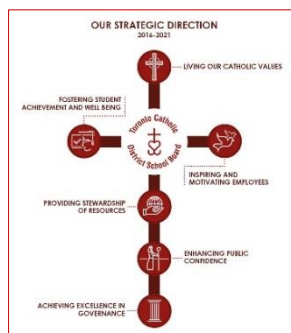 OUR STRATEGIC DIRECTION
2016-2021
LIVING OUR CATHOLIC VALUES
FOSTERING STUDENT
ACHIEVEMENT AND WELL BEING
Toronto Catholic
District School Board
INSPIRING AND
MOTIVATING EMPLOYEES
PROVIDING STEWARDSHIP
OF RESOURCES
ENHANCING PUBLIC
CONFIDENCE
ACHIEVING EXCELLENCE IN
GOVERNANCE